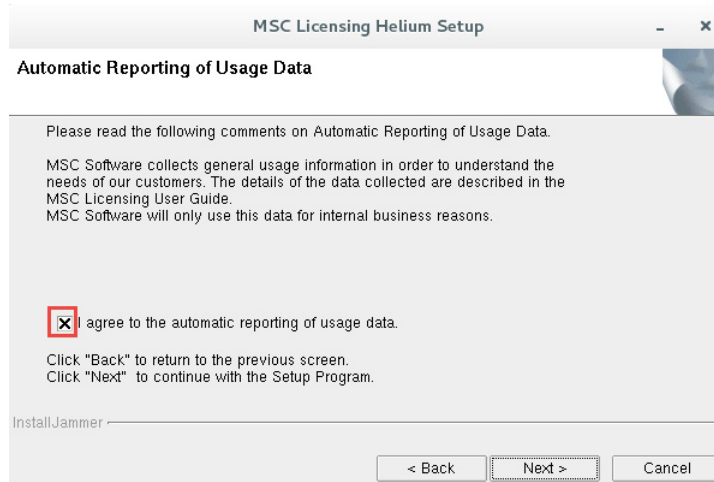 MSC Licensing Helium Setup
Automatic Reporting of Usage Data
Please read the following comments on Automatic Reporting of Usage Data.
MSC Software collects general usage information in order to understand the
needs of our customers. The details of the data collected are described in the
MSC Licensing User Guide.
MSC Software will only use this data for internal business reasons.
I agree to the automatic reporting of usage data.
Click "Back" to return to the previous screen.
Click "Next" to continue with the Setup Program.
InstallJammer
< Back Next > Cancel